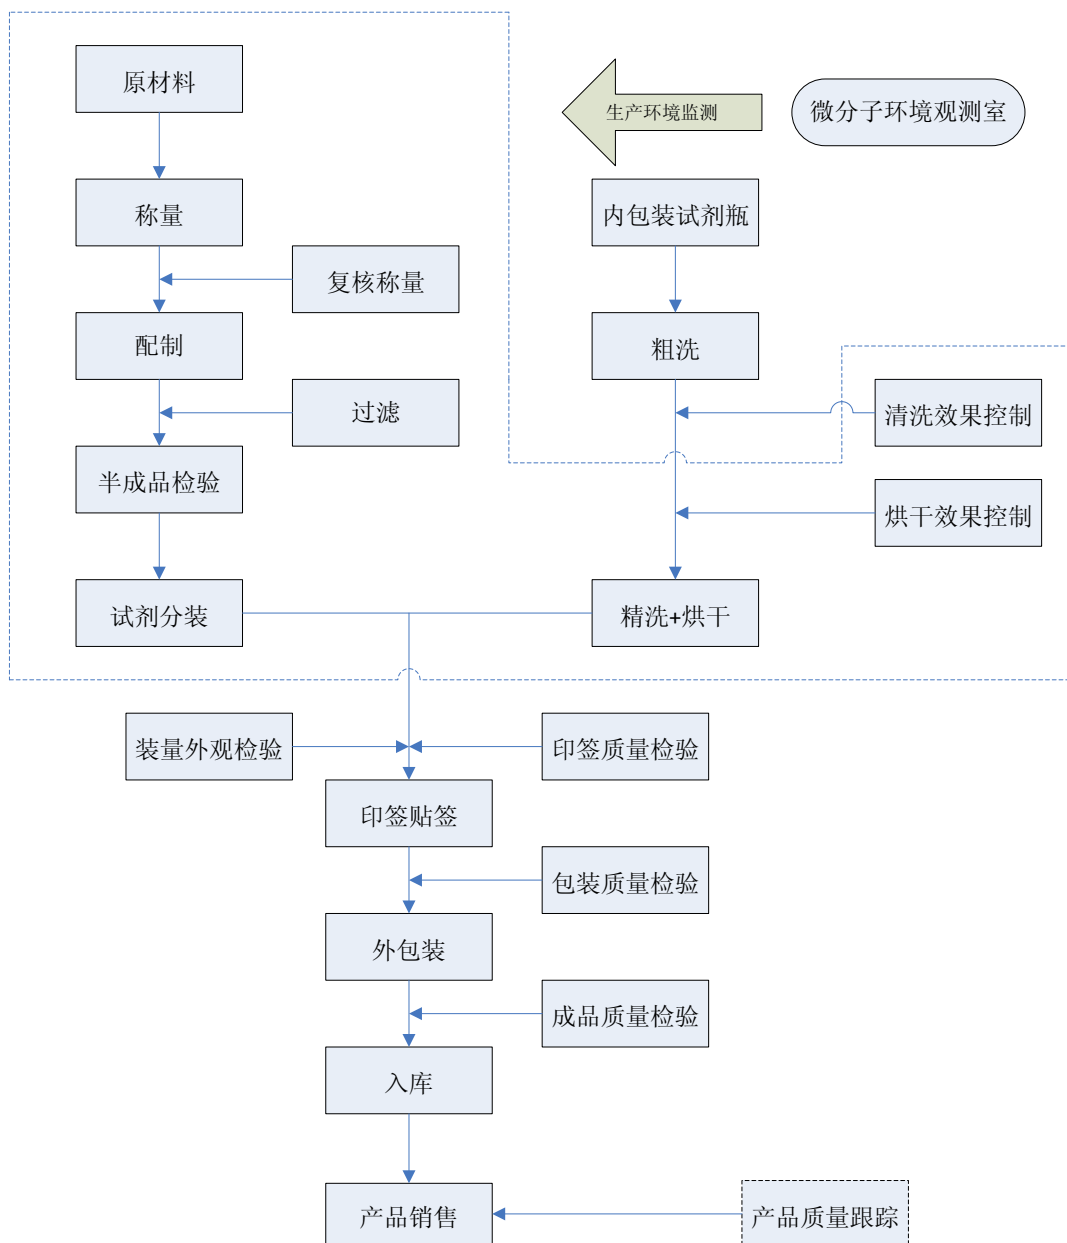 原材料
生产环境监测
微分子环境观测室
称量
内包装试剂瓶
复核称量
配制
粗洗
过滤
清洗效果控制
半成品检验
烘干效果控制
试剂分装
精洗+烘干
装量外观检验
印签质量检验
印签贴签
包装质量检验
外包装
成品质量检验
入库
产品销售
产品质量跟踪